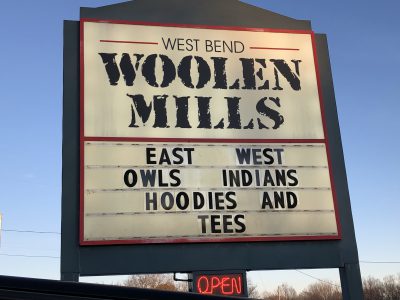 WEST BEND
WOOLEN
MILLS
EAST WEST
OWLS INDIANS
HOODIES AND
TEES
OPEN